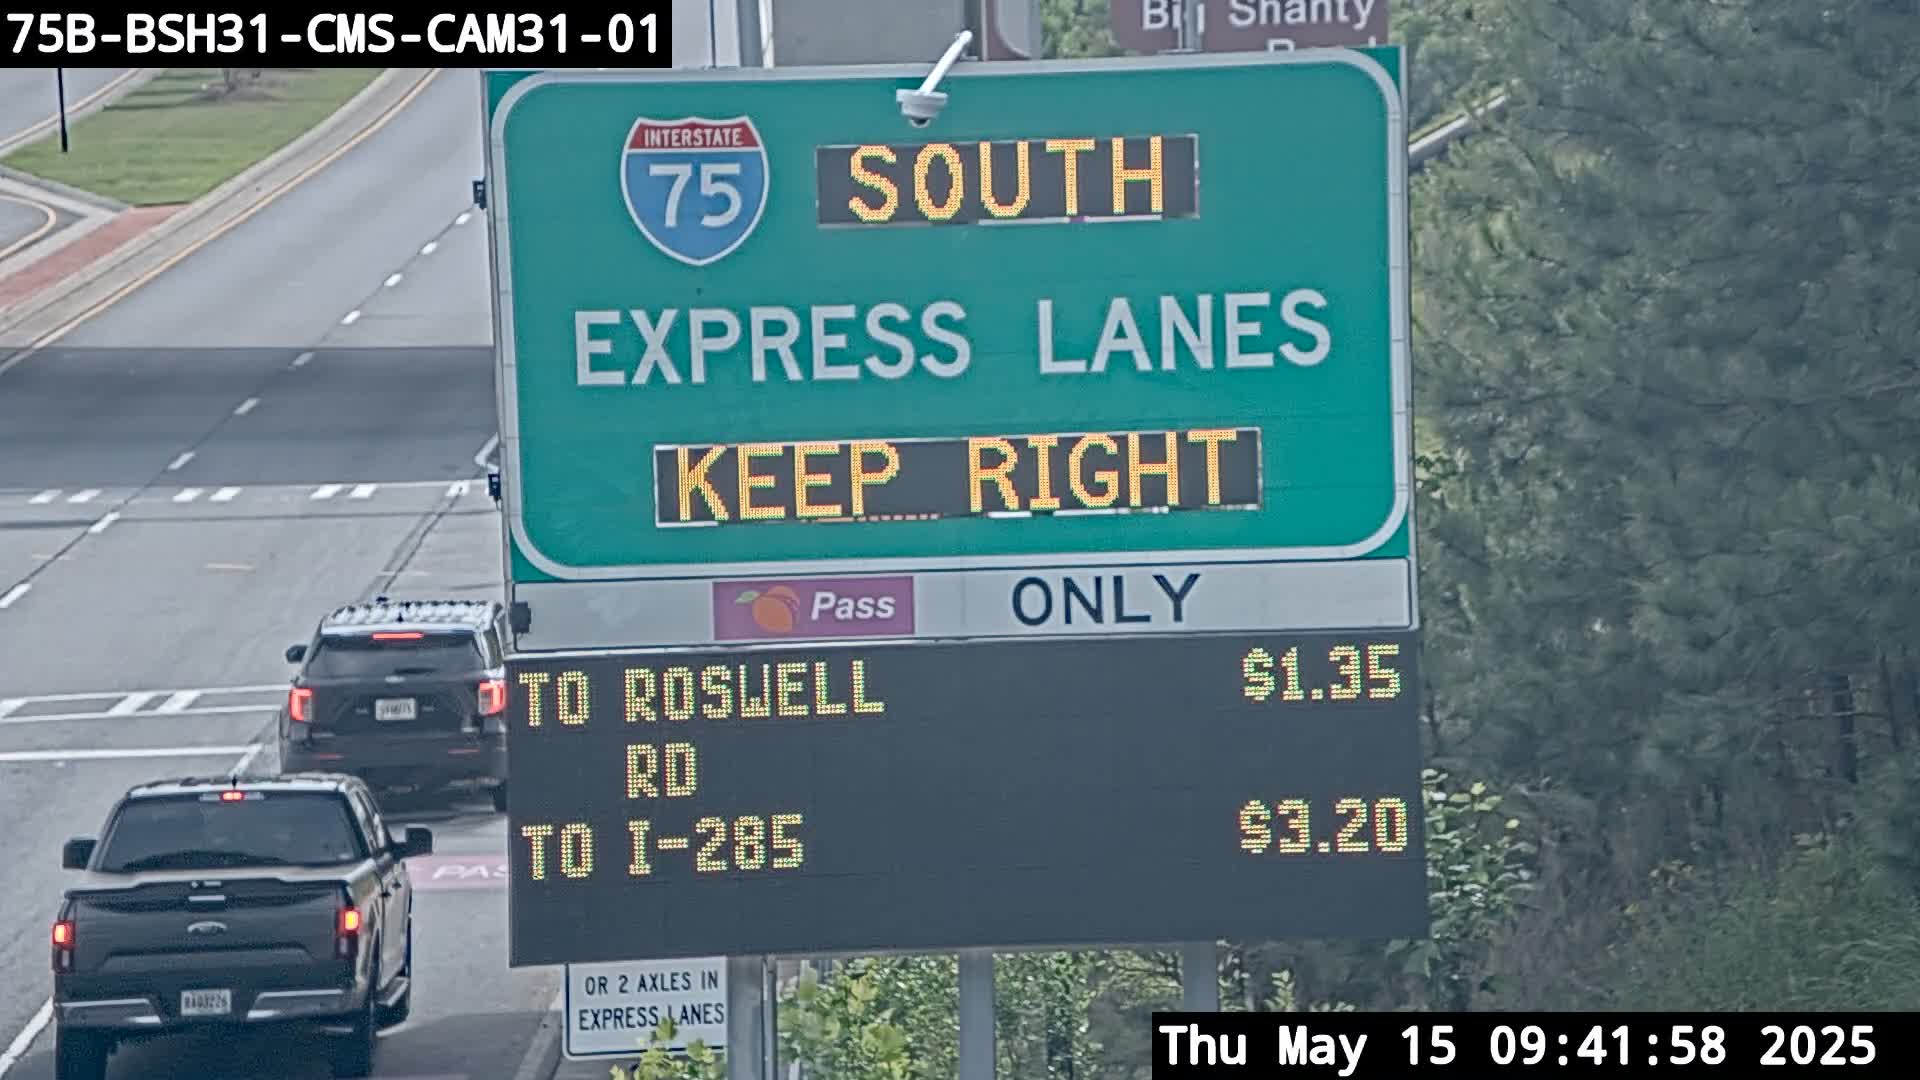 75B-BSH31-CMS-CAM31-01
Big Shanty
INTERSTATE
75
SOUTH
EXPRESS LANES
KEEP RIGHT
Pass ONLY
TO ROSWELL $1.35
RD
TO I-285 $3.20
OR 2 AXLES IN
EXPRESS LANES
Thu May 15 09:41:58 2025